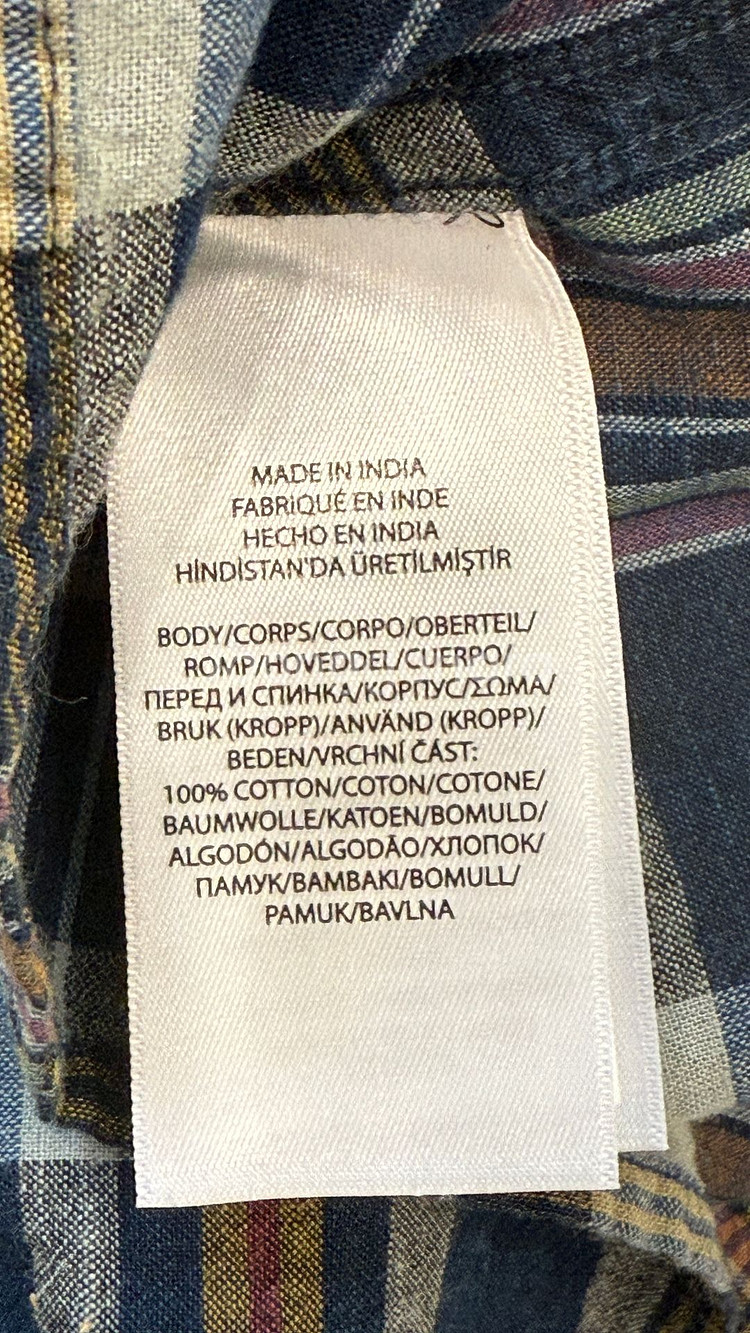 MADE IN INDIA
FABRIQUÉ EN INDE
HECHO EN INDIA
HİNDİSTAN'DA ÜRETİLMİŞTİR
BODY/CORPS/CORPO/OBERTEIL/
ROMP/HOVEDDEL/CUERPO/
ПЕРЕД И СПИНКА/КОРПУС/ΣΩΜΑ/
BRUK (KROPP)/ANVÄND (KROPP)/
BEDEN/VRCHNÍ ČÁST:
100% COTTON/COTON/COTONE/
BAUMWOLLE/KATOEN/BOMULD/
ALGODÓN/ALGODÃO/ХЛОПОК/
ПАМУК/ΒΑΜΒΑΚΙ/BOMULL/
PAMUK/BAVLNA